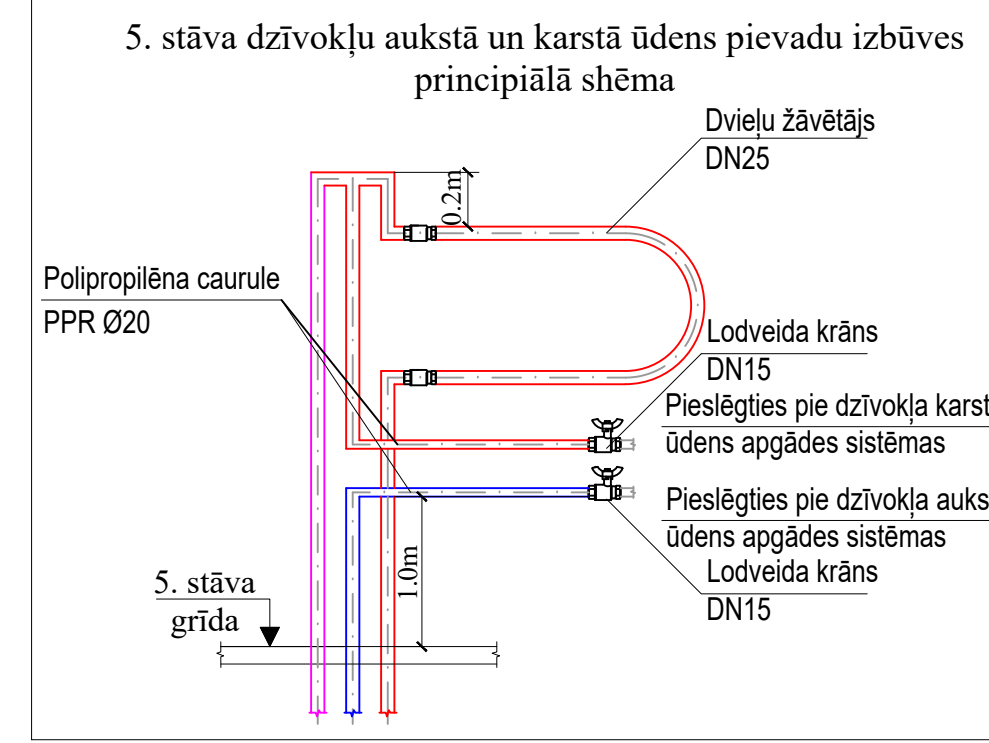 5. stāva dzīvokļu aukstā un karstā ūdens pievadu izbūves
principiālā shēma
Dvieļu žāvētājs
DN25
0.2m
Polipropilēna caurule
PPR Ø20
Lodveida krāns
DN15
Pieslēgties pie dzīvokļa karst
ūdens apgādes sistēmas
Pieslēgties pie dzīvokļa auks
ūdens apgādes sistēmas
Lodveida krāns
DN15
1.0m
5. stāva
grīda